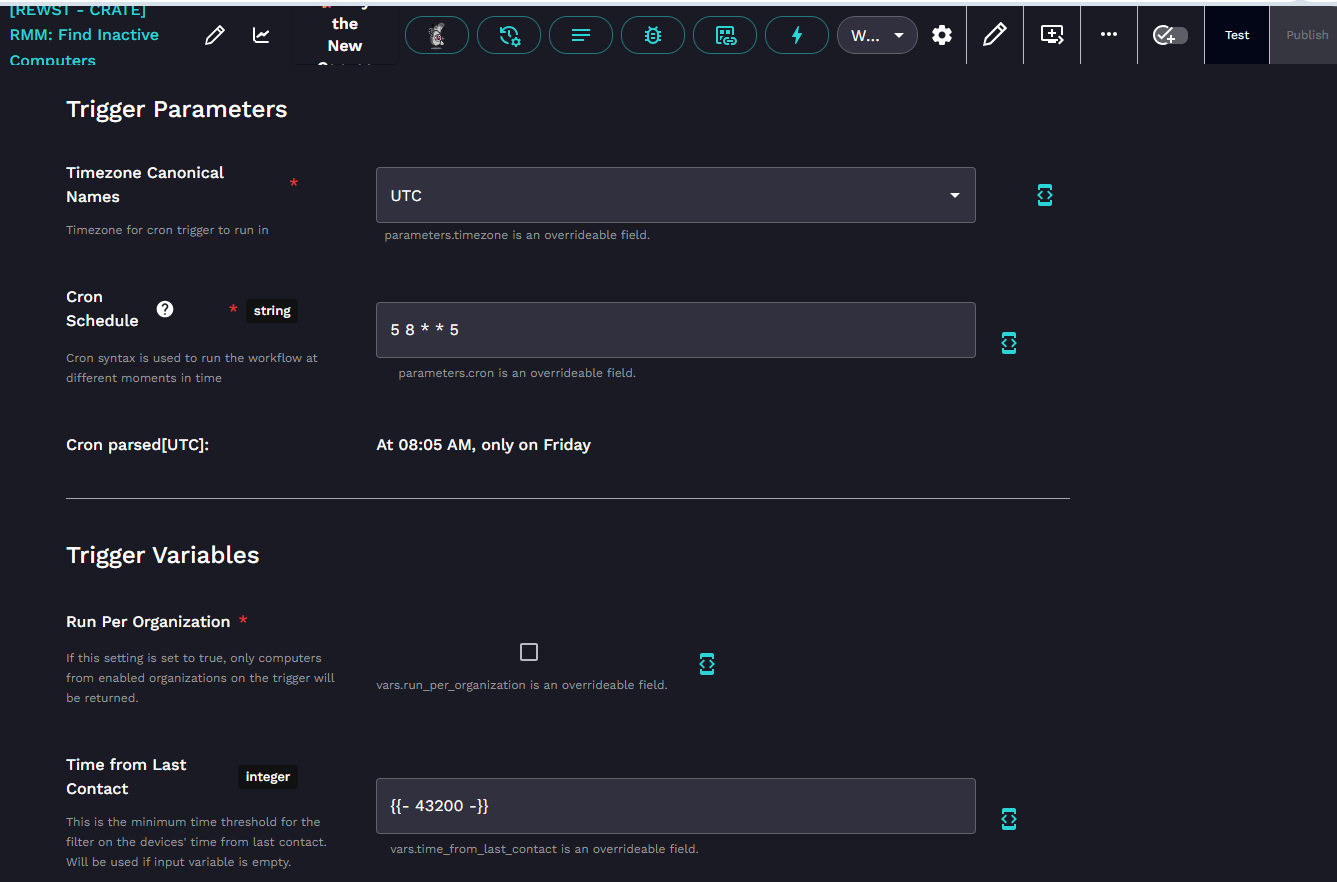 [REWST - CRATE]
RMM: Find Inactive
Computers
the
New
W...
Test
Publish
Trigger Parameters
Timezone Canonical
Names
*
Timezone for cron trigger to run in
UTC
parameters.timezone is an overrideable field.
Cron
Schedule
?
* string
Cron syntax is used to run the workflow at
different moments in time
5 8 * * 5
parameters.cron is an overrideable field.
Cron parsed[UTC]:
At 08:05 AM, only on Friday
Trigger Variables
Run Per Organization *
If this setting is set to true, only computers
from enabled organizations on the trigger will
be returned.
vars.run_per_organization is an overrideable field.
Time from Last
Contact
integer
This is the minimum time threshold for the
filter on the devices' time from last contact.
Will be used if input variable is empty.
{{- 43200 -}}
vars.time_from_last_contact is an overrideable field.